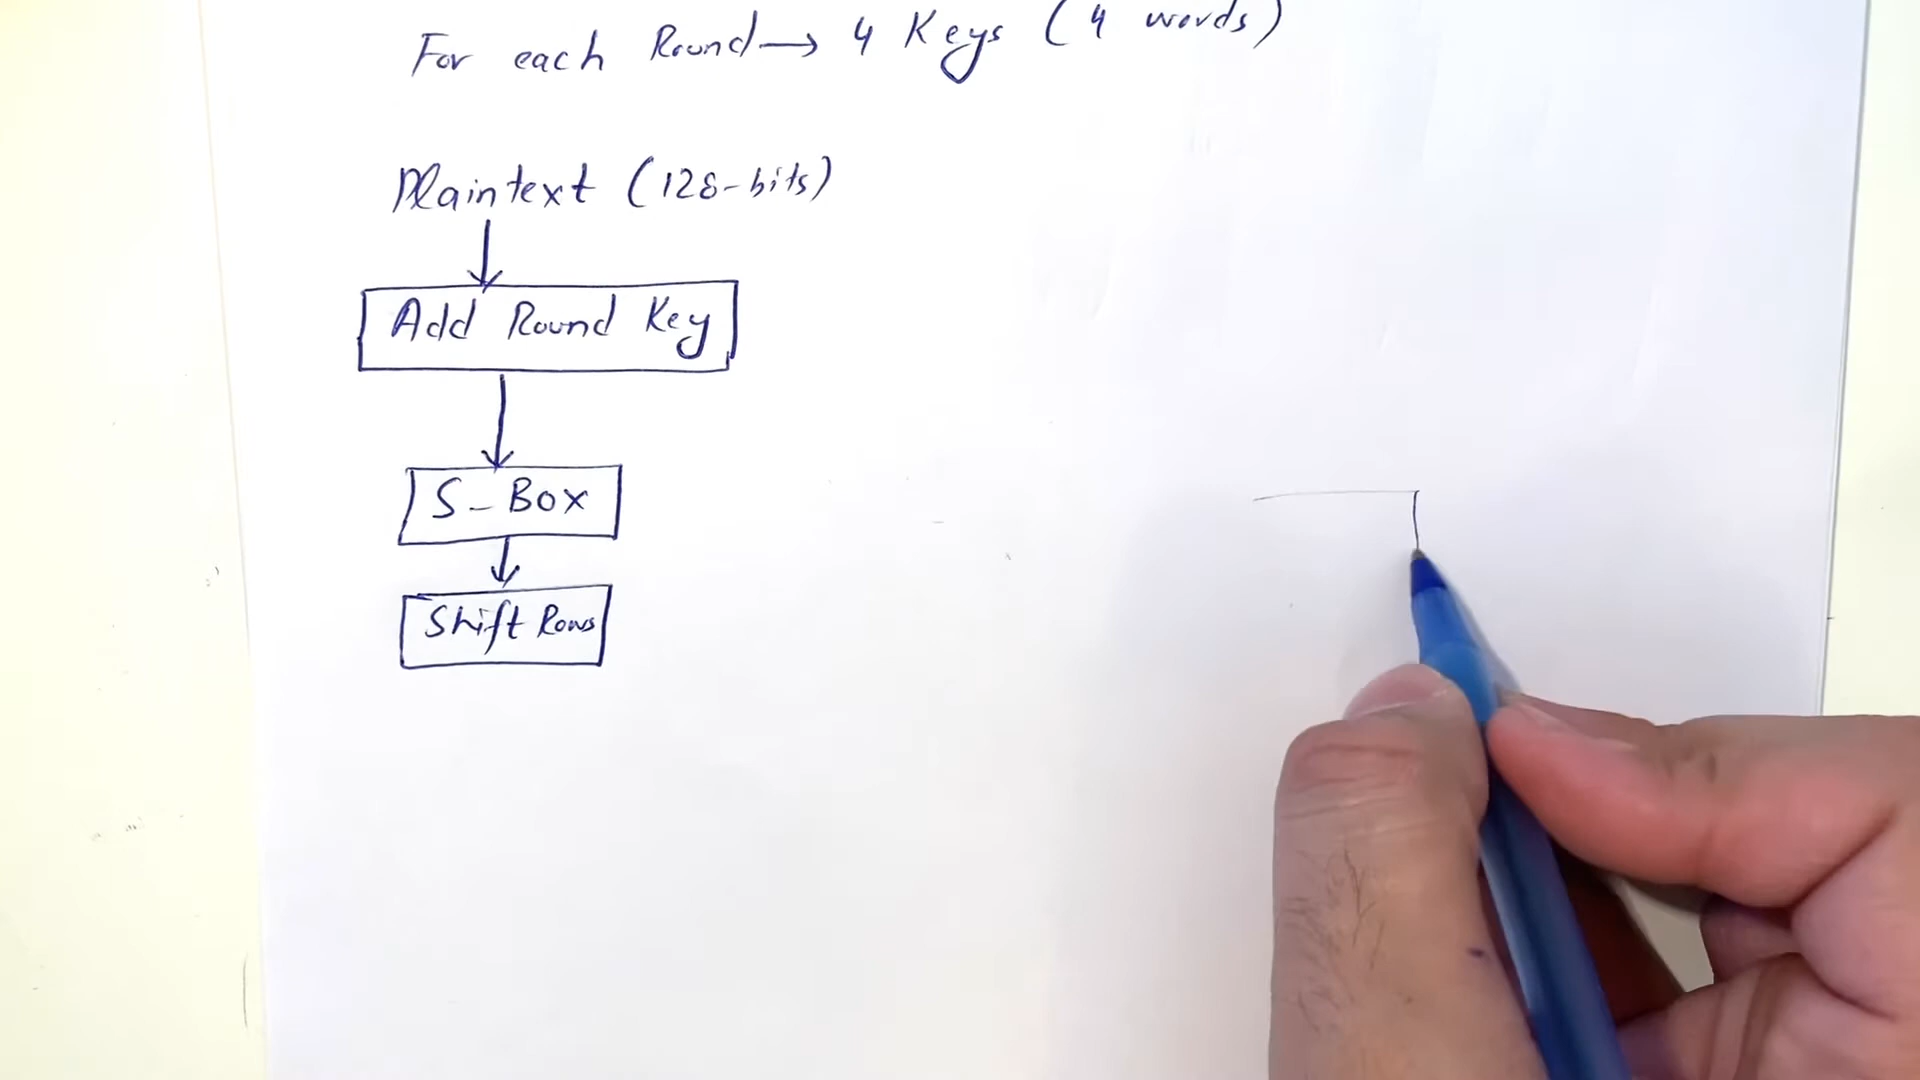 For each Round → 4 Keys (4 words)
Plaintext (128-bits)
Add Round Key
S-Box
Shift Rows